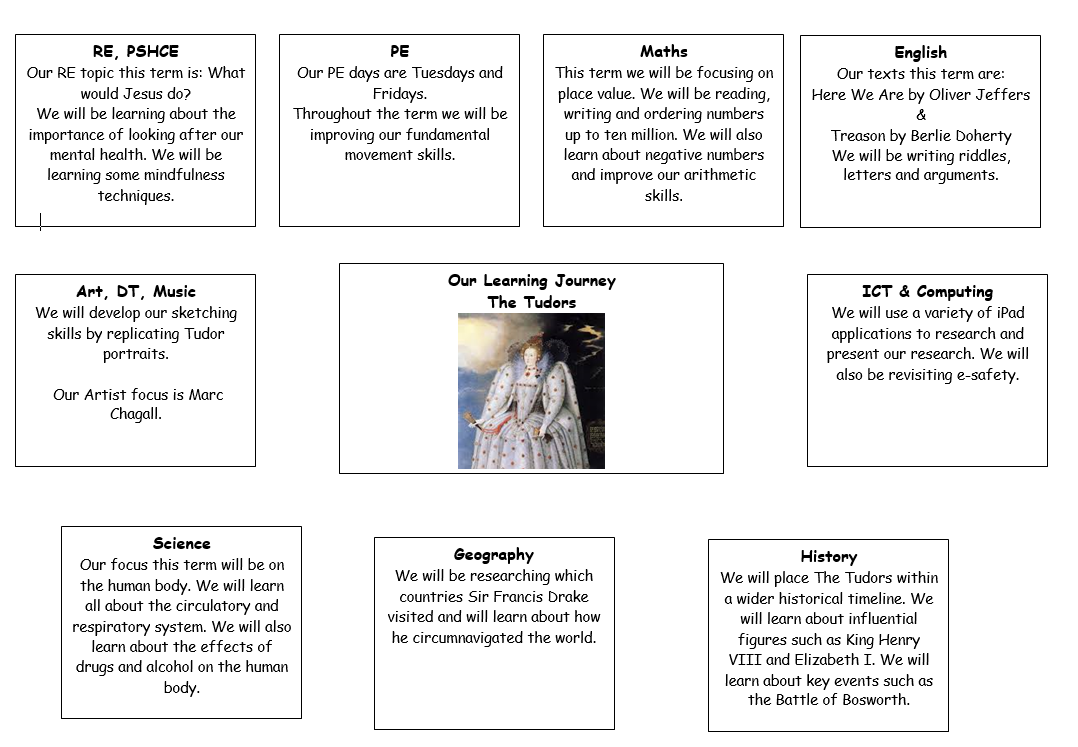 RE, PSHCE
Our RE topic this term is: What
would Jesus do?
We will be learning about the
importance of looking after our
mental health. We will be
learning some mindfulness
techniques.
PE
Our PE days are Tuesdays and
Fridays.
Throughout the term we will be
improving our fundamental
movement skills.
Maths
This term we will be focusing on
place value. We will be reading,
writing and ordering numbers
up to ten million. We will also
learn about negative numbers
and improve our arithmetic
skills.
English
Our texts this term are:
Here We Are by Oliver Jeffers
&
Treason by Berlie Doherty
We will be writing riddles,
letters and arguments.
Art, DT, Music
We will develop our sketching
skills by replicating Tudor
portraits.
Our Artist focus is Marc
Chagall.
Our Learning Journey
The Tudors
ICT & Computing
We will use a variety of iPad
applications to research and
present our research. We will
also be revisiting e-safety.
Science
Our focus this term will be on
the human body. We will learn
all about the circulatory and
respiratory system. We will also
learn about the effects of
drugs and alcohol on the human
body.
Geography
We will be researching which
countries Sir Francis Drake
visited and will learn about how
he circumnavigated the world.
History
We will place The Tudors within
a wider historical timeline. We
will learn about influential
figures such as King Henry
VIII and Elizabeth I. We will
learn about key events such as
the Battle of Bosworth.